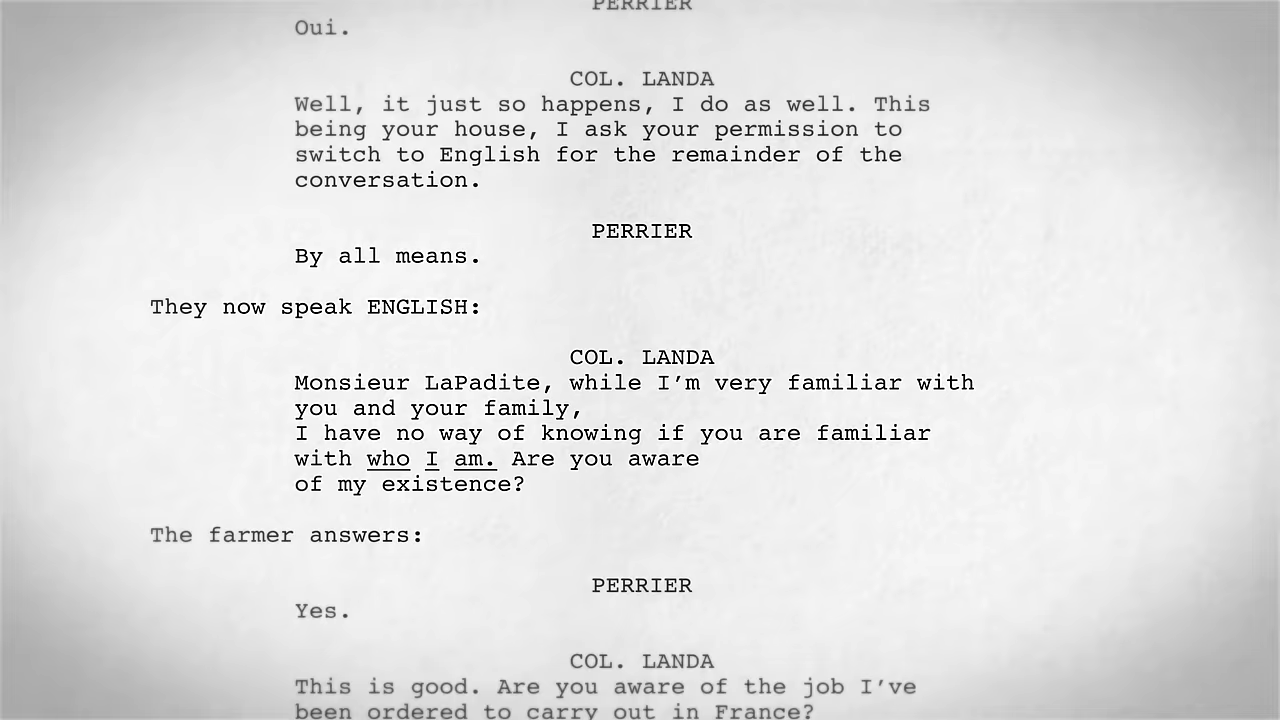 PERRIER
Oui.
COL. LANDA
Well, it just so happens, I do as well. This
being your house, I ask your permission to
switch to English for the remainder of the
conversation.
PERRIER
By all means.
They now speak ENGLISH:
COL. LANDA
Monsieur LaPadite, while I’m very familiar with
you and your family,
I have no way of knowing if you are familiar
with who I am. Are you aware
of my existence?
The farmer answers:
PERRIER
Yes.
COL. LANDA
This is good. Are you aware of the job I’ve
been ordered to carry out in France?